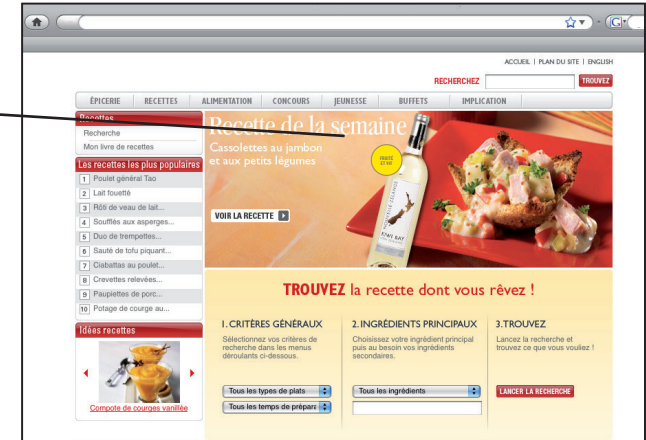 ACCUEIL | PLAN DU SITE | ENGLISH
RECHERCHEZ
TROUVEZ
ÉPICERIE
RECETTES
ALIMENTATION
CONCOURS
JEUNESSE
BUFFETS
IMPLICATION
Recettes
Recherche
Mon livre de recettes
Les recettes les plus populaires
1 Poulet général Tao
2 Lait fouetté
3 Rôti de veau de lait...
4 Soufflés aux asperges...
5 Duo de trempettes...
6 Sauté de tofu piquant...
7 Ciabattas au poulet...
8 Crevettes relevées...
9 Paupiettes de porc...
10 Potage de courge au...
Idées recettes
Compote de courges vanillée
Recette de la semaine
Cassolettes au jambon
et aux petits légumes
FRUITÉ
ET VIF
KIWI BAY
VOIR LA RECETTE
TROUVEZ la recette dont vous rêvez !
1. CRITÈRES GÉNÉRAUX
Sélectionnez vos critères de
recherche dans les menus
déroulants ci-dessous.
Tous les types de plats
Tous les temps de prépara
2. INGRÉDIENTS PRINCIPAUX
Choisissez votre ingrédient principal
puis au besoin vos ingrédients
secondaires.
Tous les ingrédients
3.TROUVEZ
Lancez la recherche et
trouvez ce que vous vouliez !
LANCER LA RECHERCHE